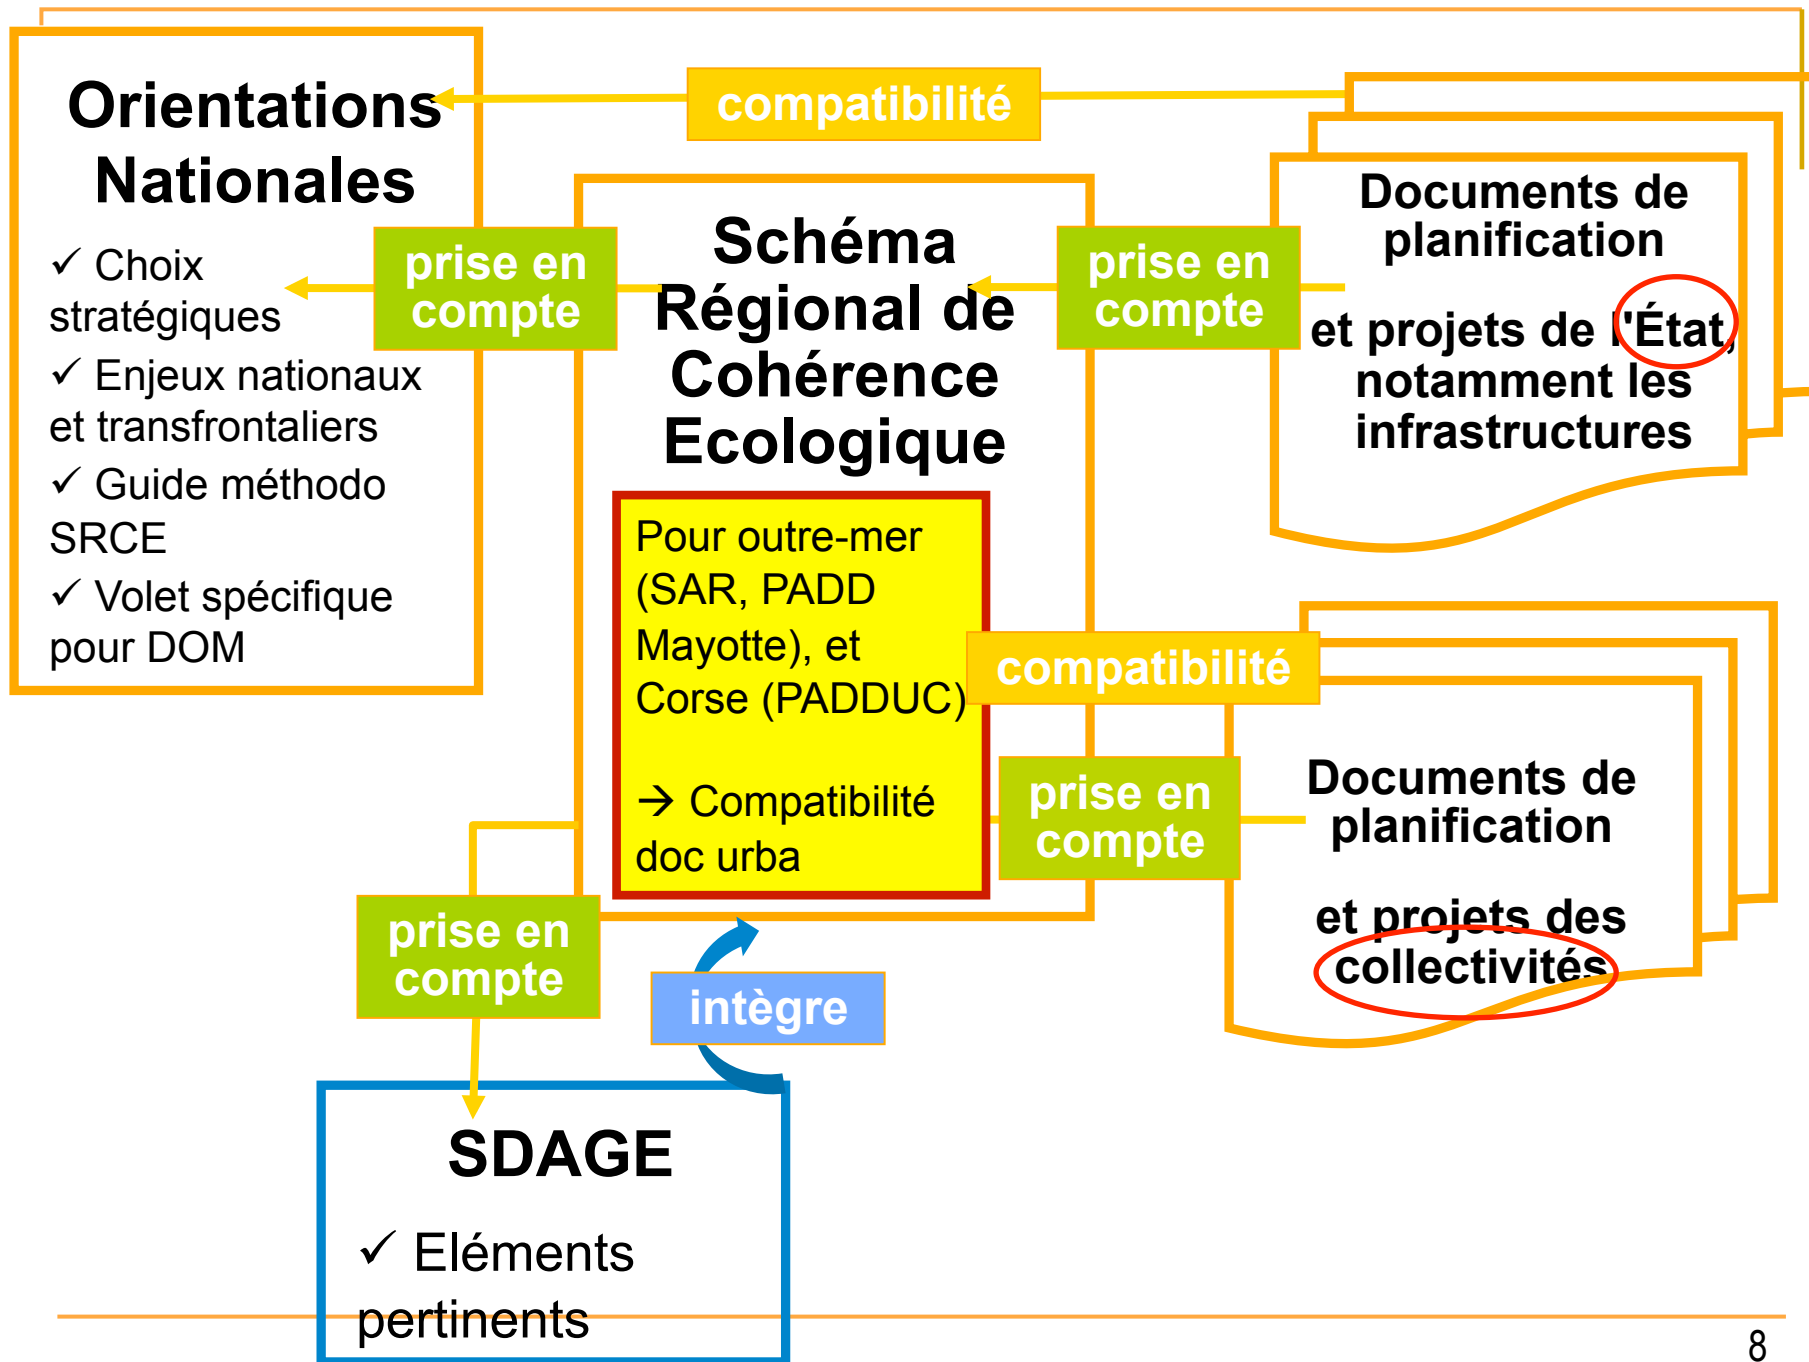 Orientations
Nationales
✓ Choix
stratégiques
✓ Enjeux nationaux
et transfrontaliers
✓ Guide méthodo
SRCE
✓ Volet spécifique
pour DOM
compatibilité
prise en
compte
Schéma
Régional de
Cohérence
Ecologique
Pour outre-mer
(SAR, PADD
Mayotte), et
Corse (PADDUC)
→ Compatibilité
doc urba
prise en
compte
Documents de
planification
et projets de l'État,
notamment les
infrastructures
compatibilité
prise en
compte
Documents de
planification
et projets des
collectivités
prise en
compte
intègre
SDAGE
✓ Eléments
pertinents
8